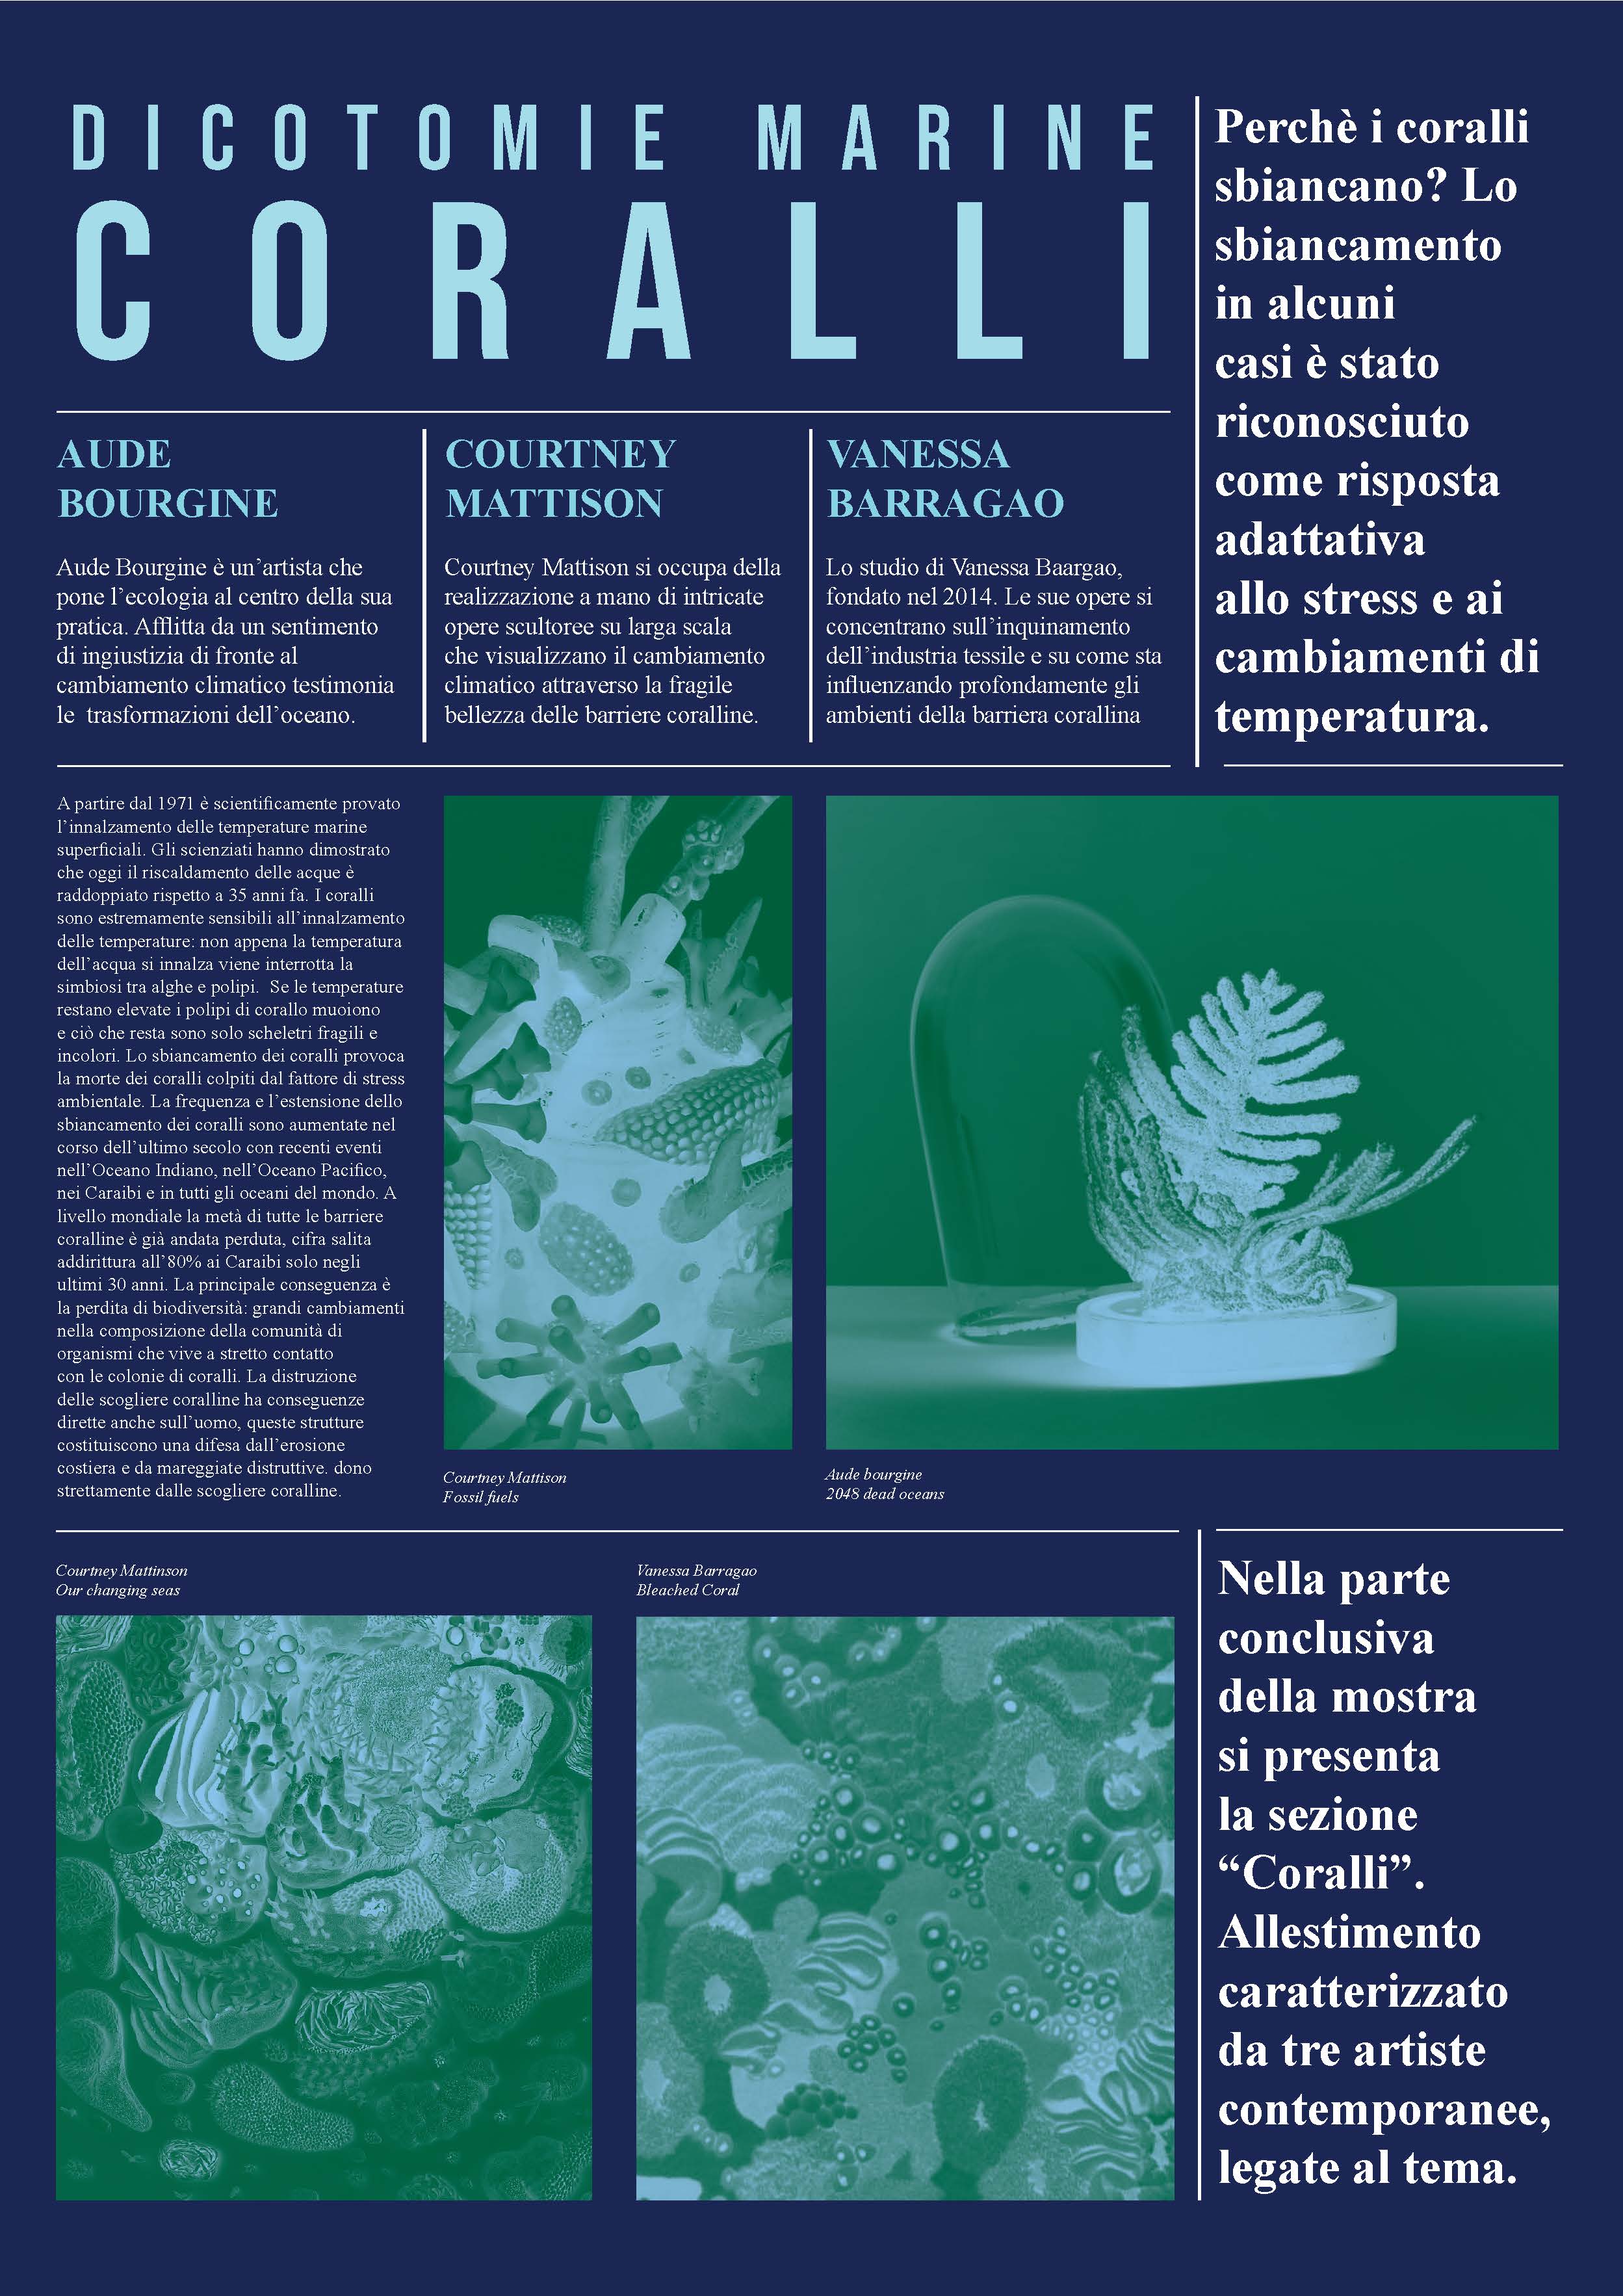 DICOTOMIE MARINE
CORALLI
Perchè i coralli
sbiancano? Lo
sbiancamento
in alcuni
casi è stato
riconosciuto
come risposta
adattativa
allo stress e ai
cambiamenti di
temperatura.
AUDE
BOURGINE
Aude Bourgine è un’artista che
pone l’ecologia al centro della sua
pratica. Afflitta da un sentimento
di ingiustizia di fronte al
cambiamento climatico testimonia
le  trasformazioni dell’oceano.
COURTNEY
MATTISON
Courtney Mattison si occupa della
realizzazione a mano di intricate
opere scultoree su larga scala
che visualizzano il cambiamento
climatico attraverso la fragile
bellezza delle barriere coralline.
VANESSA
BARRAGAO
Lo studio di Vanessa Baargao,
fondato nel 2014. Le sue opere si
concentrano sull’inquinamento
dell’industria tessile e su come sta
influenzando profondamente gli
ambienti della barriera corallina
A partire dal 1971 è scientificamente provato
l’innalzamento delle temperature marine
superficiali. Gli scienziati hanno dimostrato
che oggi il riscaldamento delle acque è
raddoppiato rispetto a 35 anni fa. I coralli
sono estremamente sensibili all’innalzamento
delle temperature: non appena la temperatura
dell’acqua si innalza viene interrotta la
simbiosi tra alghe e polipi.  Se le temperature
restano elevate i polipi di corallo muoiono
e ciò che resta sono solo scheletri fragili e
incolori. Lo sbiancamento dei coralli provoca
la morte dei coralli colpiti dal fattore di stress
ambientale. La frequenza e l’estensione dello
sbiancamento dei coralli sono aumentate nel
corso dell’ultimo secolo con recenti eventi
nell’Oceano Indiano, nell’Oceano Pacifico,
nei Caraibi e in tutti gli oceani del mondo. A
livello mondiale la metà di tutte le barriere
coralline è già andata perduta, cifra salita
addirittura all’80% ai Caraibi solo negli
ultimi 30 anni. La principale conseguenza è
la perdita di biodiversità: grandi cambiamenti
nella composizione della comunità di
organismi che vive a stretto contatto
con le colonie di coralli. La distruzione
delle scogliere coralline ha conseguenze
dirette anche sull’uomo, queste strutture
costituiscono una difesa dall’erosione
costiera e da mareggiate distruttive. dono
strettamente dalle scogliere coralline.
Courtney Mattison
Fossil fuels
Aude bourgine
2048 dead oceans
Courtney Mattinson
Our changing seas
Vanessa Barragao
Bleached Coral
Nella parte
conclusiva
della mostra
si presenta
la sezione
“Coralli”.
Allestimento
caratterizzato
da tre artiste
contemporanee,
legate al tema.